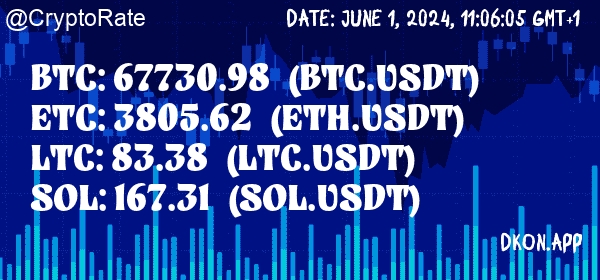 @CryptoRate
DATE: JUNE 1, 2024, 11:06:05 GMT+1
BTC: 67730.98 (BTC.USDT)
ETC: 3805.62 (ETH.USDT)
LTC: 83.38 (LTC.USDT)
SOL: 167.31 (SOL.USDT)
DKON.APP